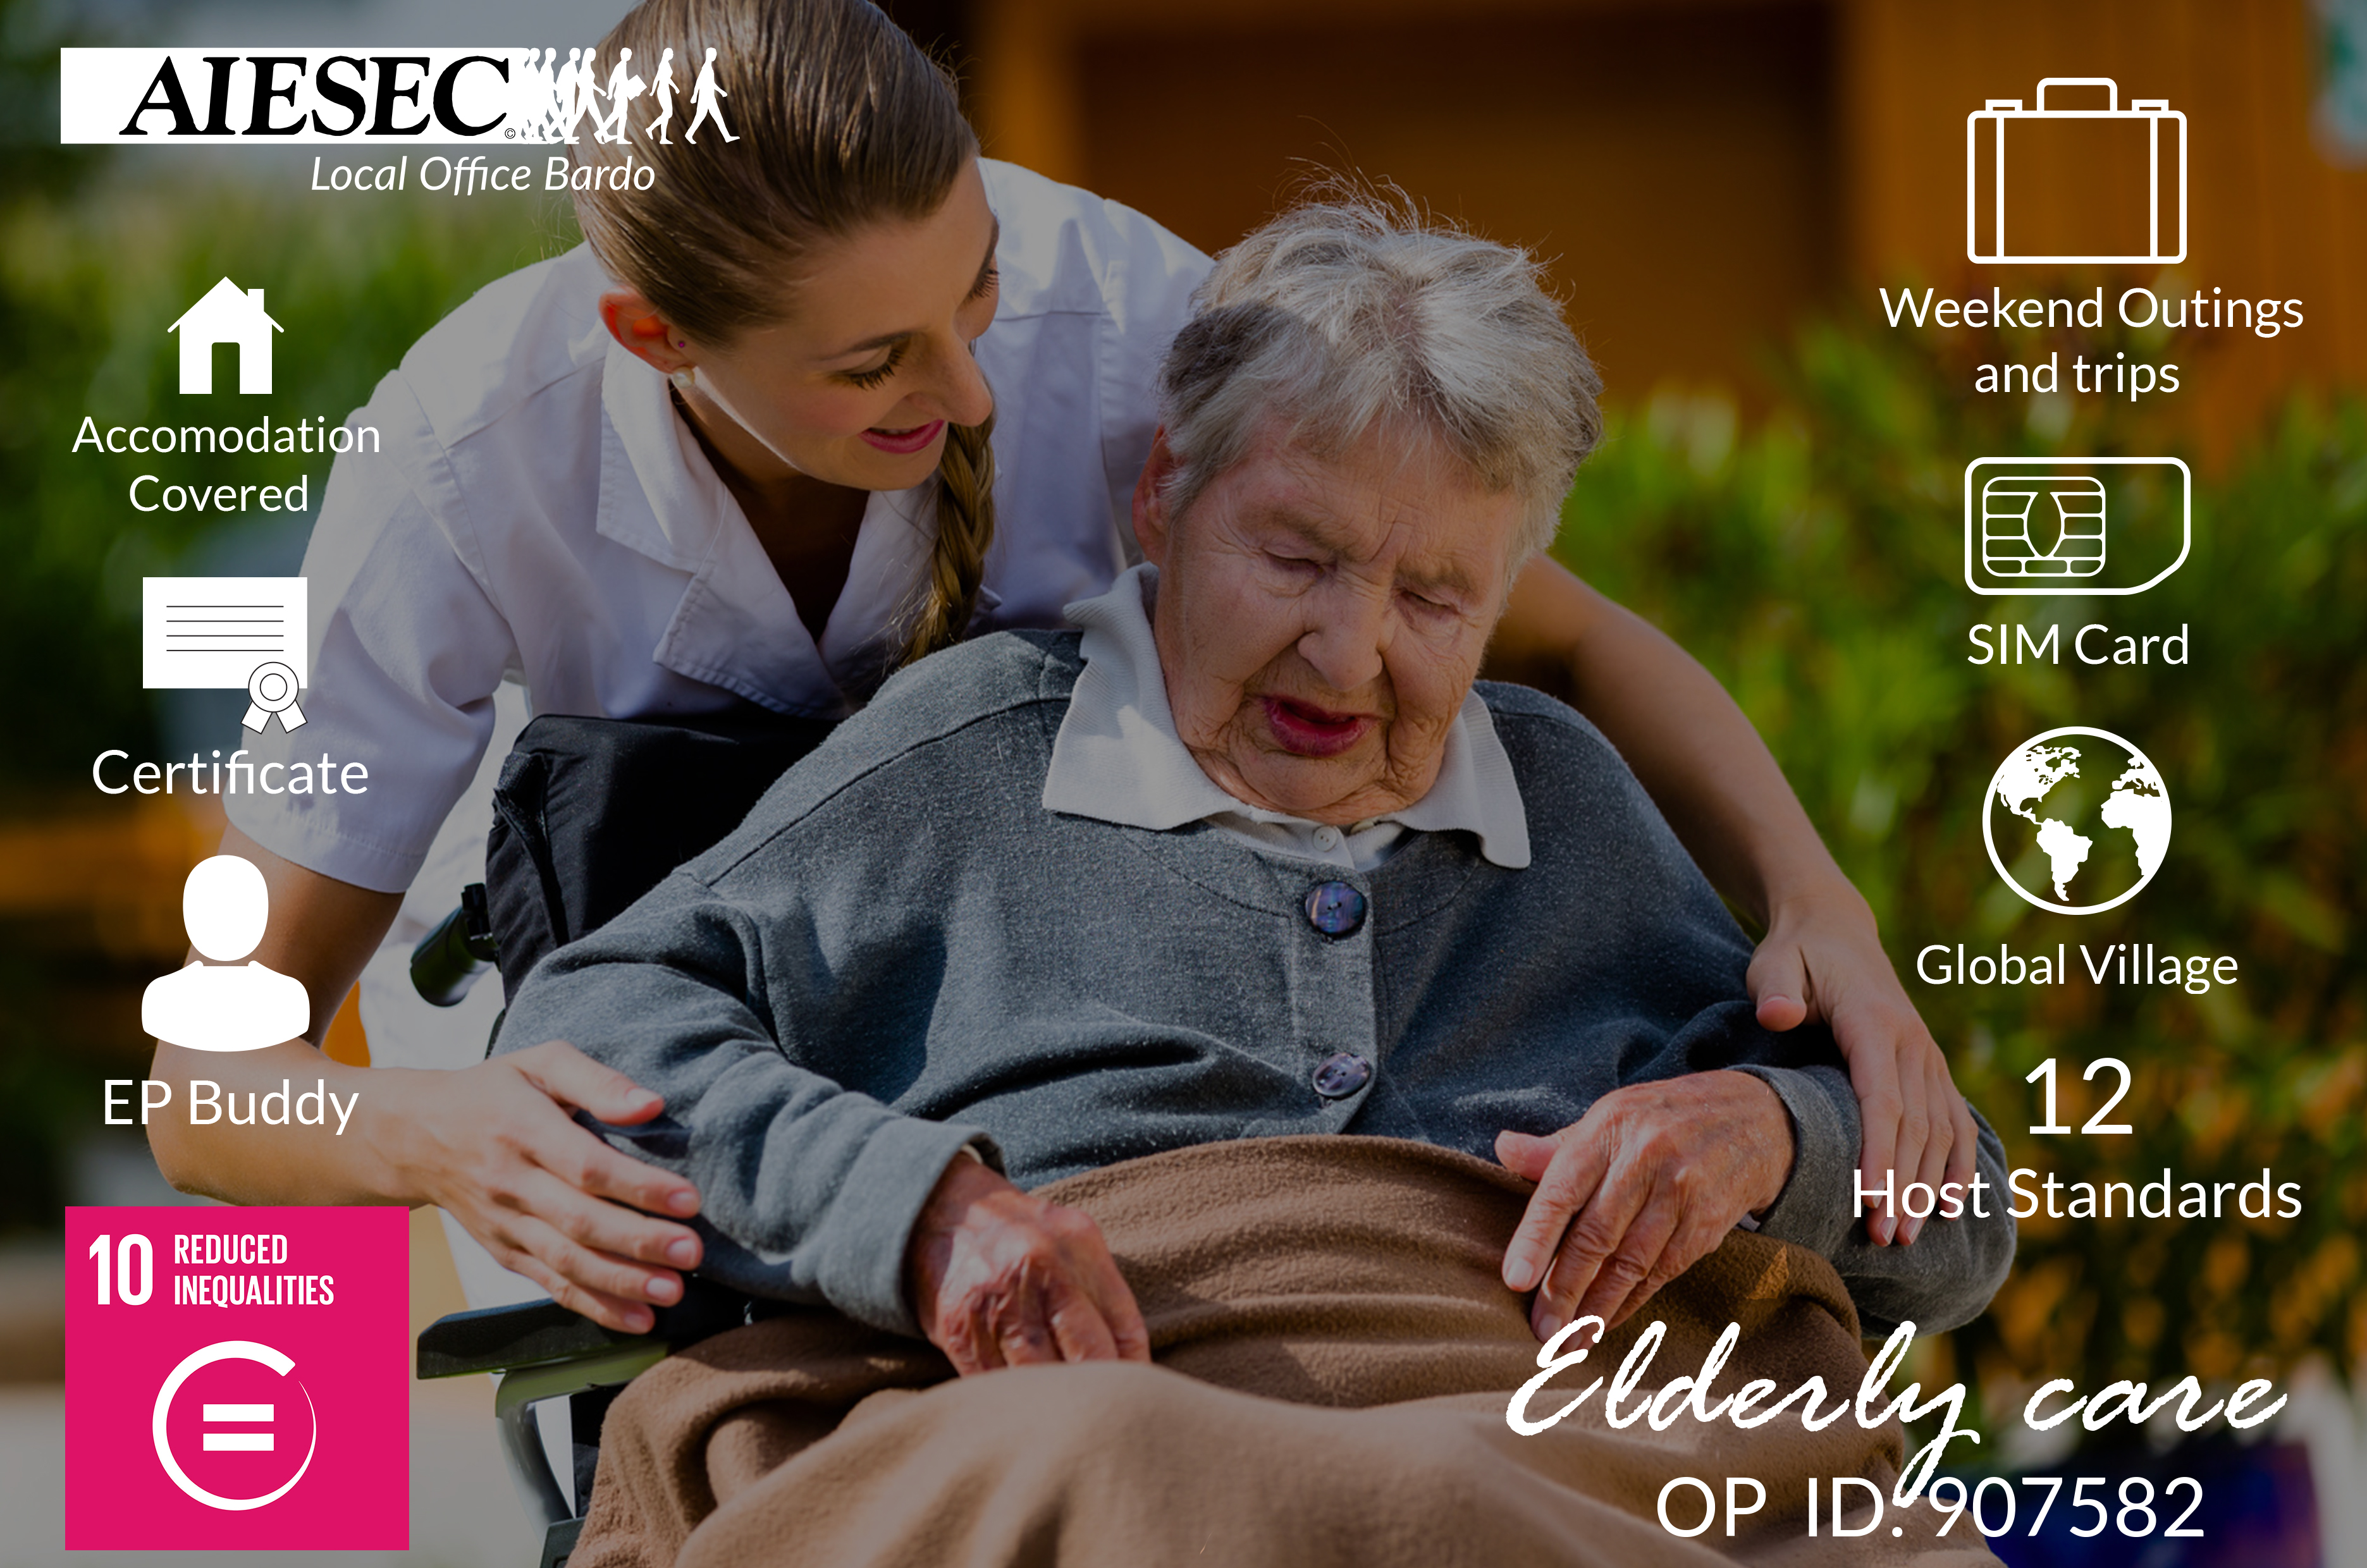 AIESEC
©
Local Office Bardo
Accomodation
Covered
Certificate
EP Buddy
10 REDUCED
INEQUALITIES
Weekend Outings
and trips
SIM Card
Global Village
12
Host Standards
Elderly care
OP ID: 907582